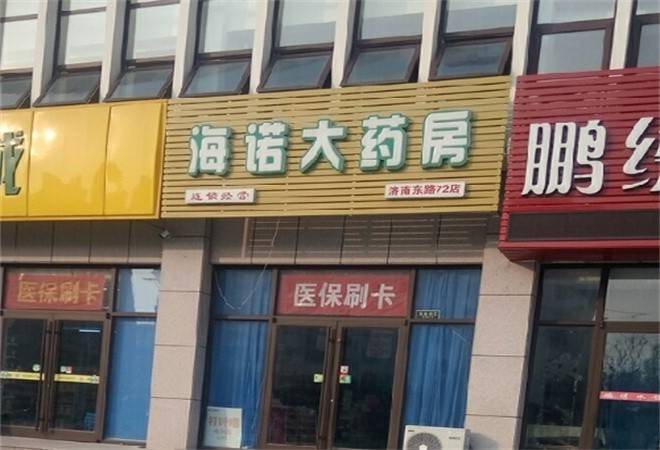 海诺大药房
连锁经营
济南东路72店
鹏
医保刷卡
医保刷卡